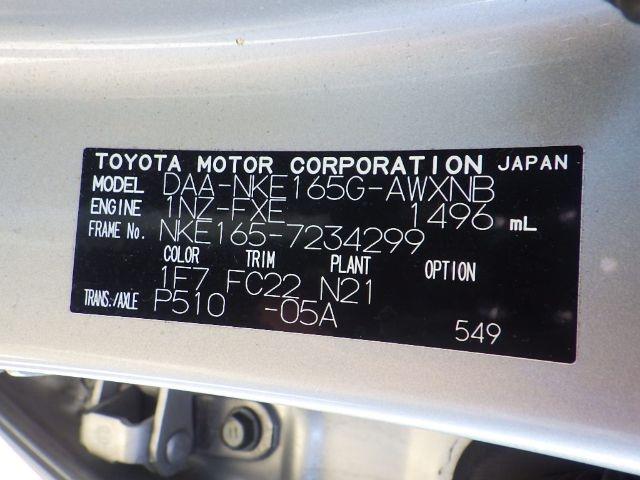 TOYOTA MOTOR CORPORATION JAPAN
MODEL DAA-NKE165G-AWXNB
ENGINE 1NZ-FXE 1496 mL
FRAME No. NKE165-7234299
COLOR TRIM PLANT OPTION
1F7 FC22 N21
TRANS./AXLE P510 -05A
549